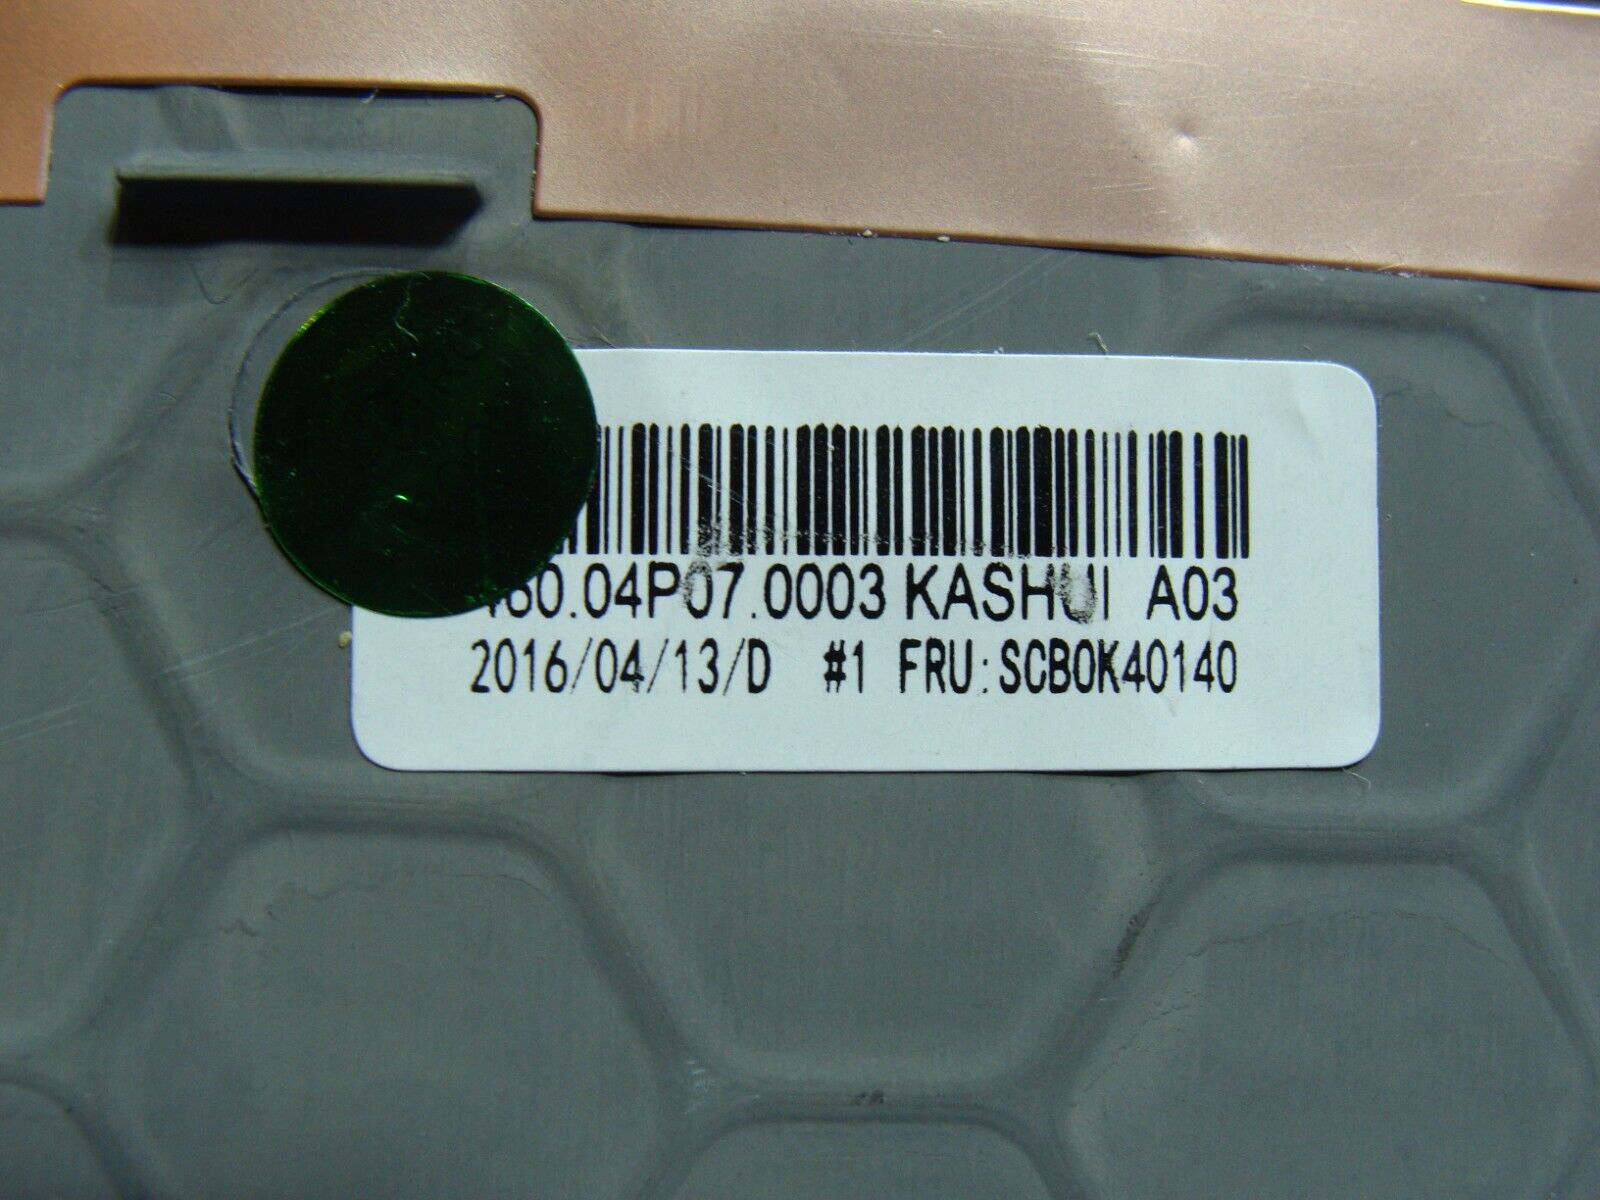 460.04P07.0003 KASHUI A03
2016/04/13/D #1 FRU:SCB0K40140